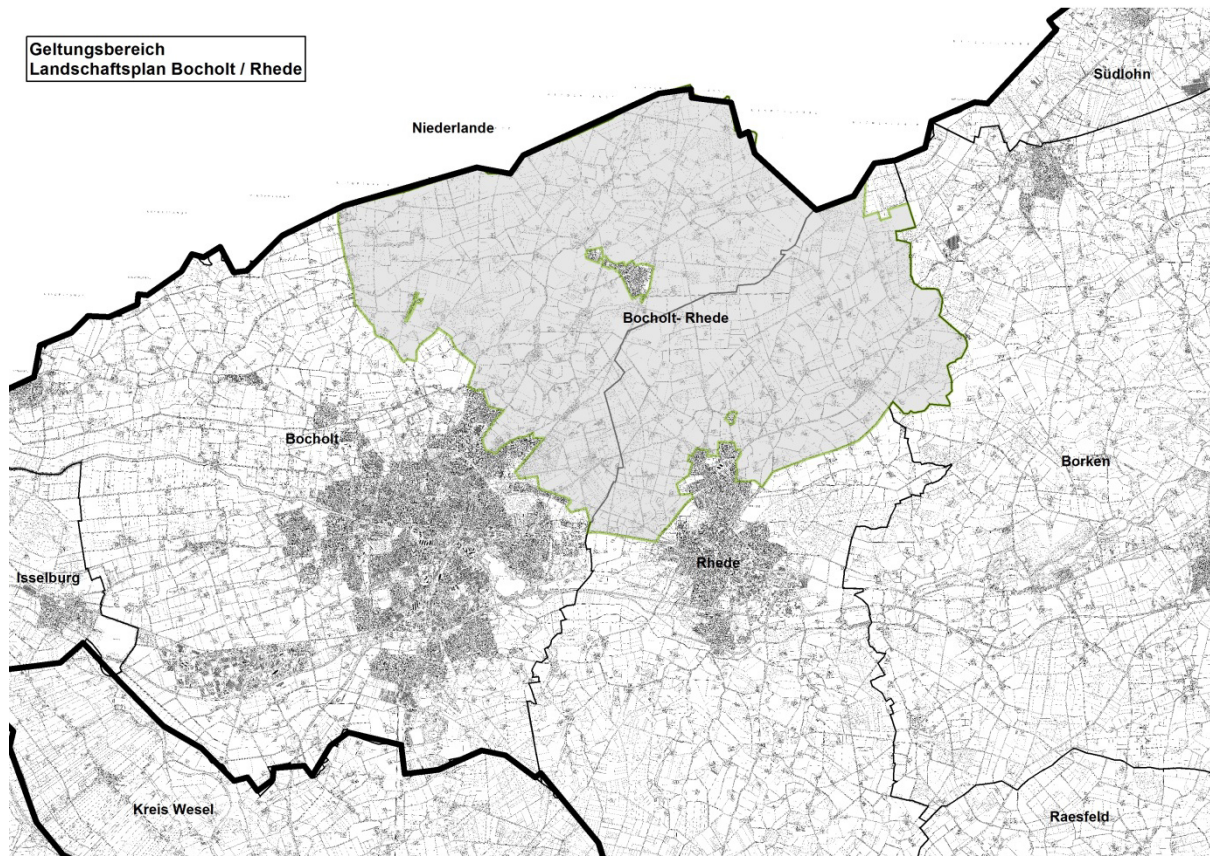 Geltungsbereich
Landschaftsplan Bocholt / Rhede
Südlohn
Niederlande
Bocholt- Rhede
Bocholt
Borken
Isselburg
Rhede
Kreis Wesel
Raesfeld